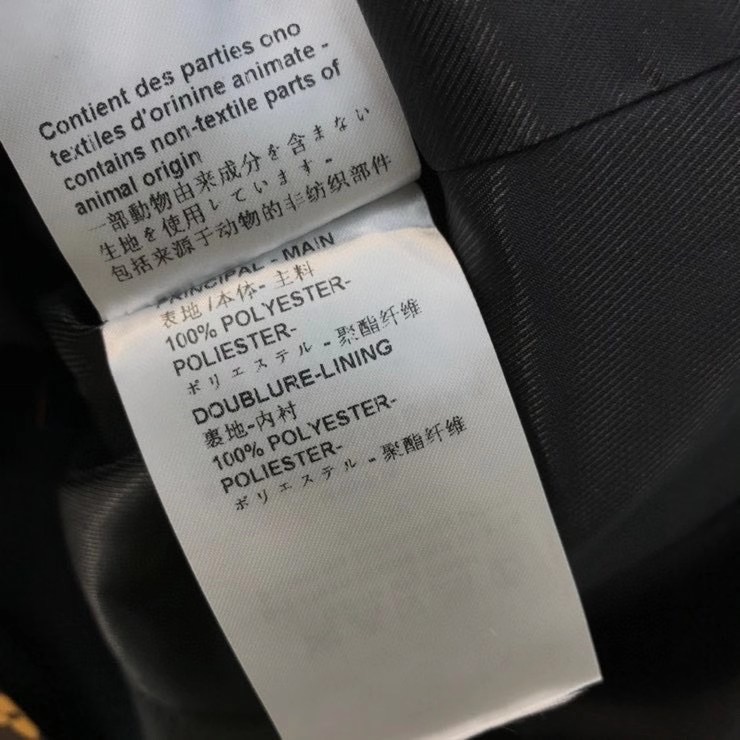 Contient des parties ono
textiles d'orinine animate -
contains non-textile parts of
animal origin
一部動物由来成分を含まない
生地を使用しています-
包括来源于动物的非纺织部件
PRINCIPAL - MAIN
表地/本体- 主料
100% POLYESTER-
POLIESTER-
ポリエステル - 聚酯纤维
DOUBLURE-LINING
裏地-内衬
100% POLYESTER-
POLIESTER-
ポリエステル - 聚酯纤维